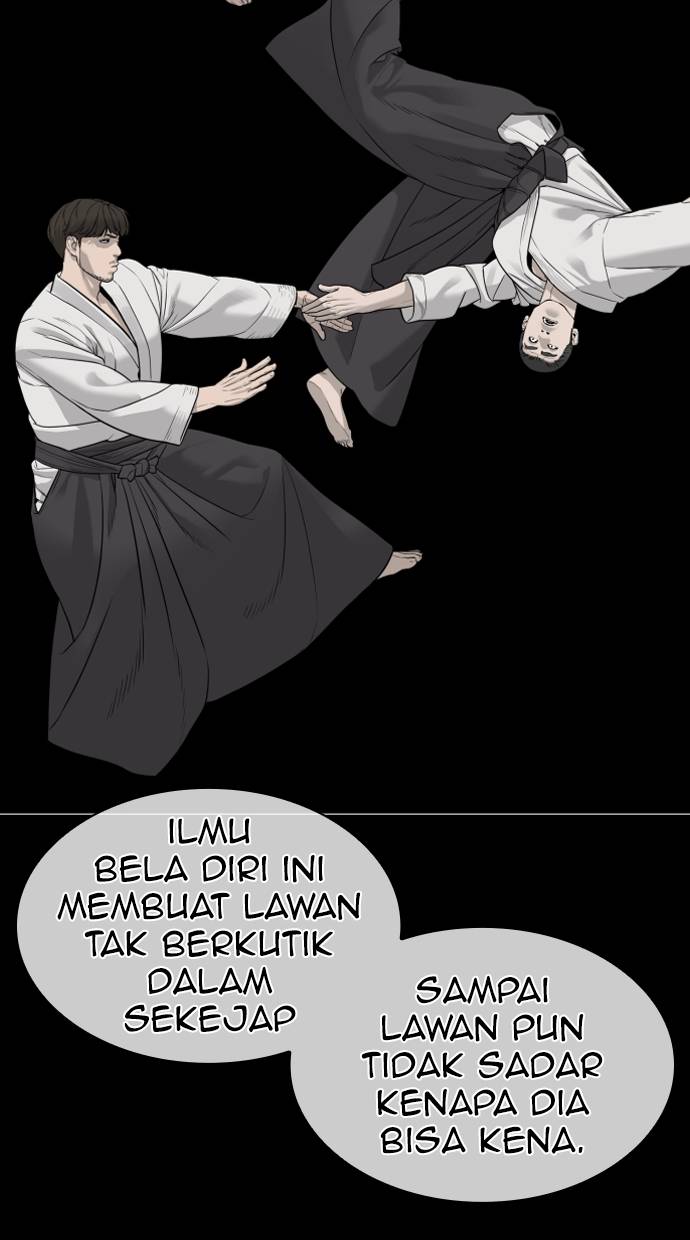 ILMU
BELA DIRI INI
MEMBUAT LAWAN
TAK BERKUTIK
DALAM
SEKEJAP
SAMPAI
LAWAN PUN
TIDAK SADAR
KENAPA DIA
BISA KENA.